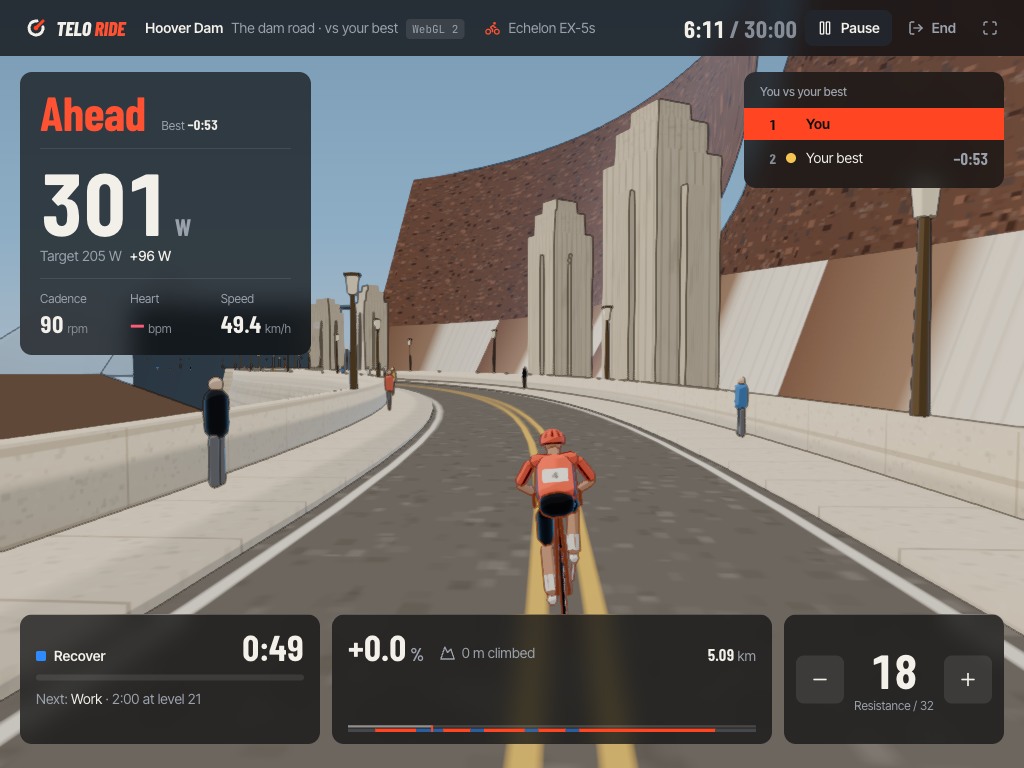 TELO RIDE
Hoover Dam The dam road · vs your best WebGL 2 Echelon EX-5s
6:11 / 30:00 Pause End
Ahead Best −0:53
301 W
Target 205 W +96 W
Cadence Heart Speed
90 rpm – bpm 49.4 km/h
You vs your best
1 You
2 Your best −0:53
4
Recover 0:49
Next: Work · 2:00 at level 21
+0.0 % 0 m climbed 5.09 km
− 18 +
Resistance / 32